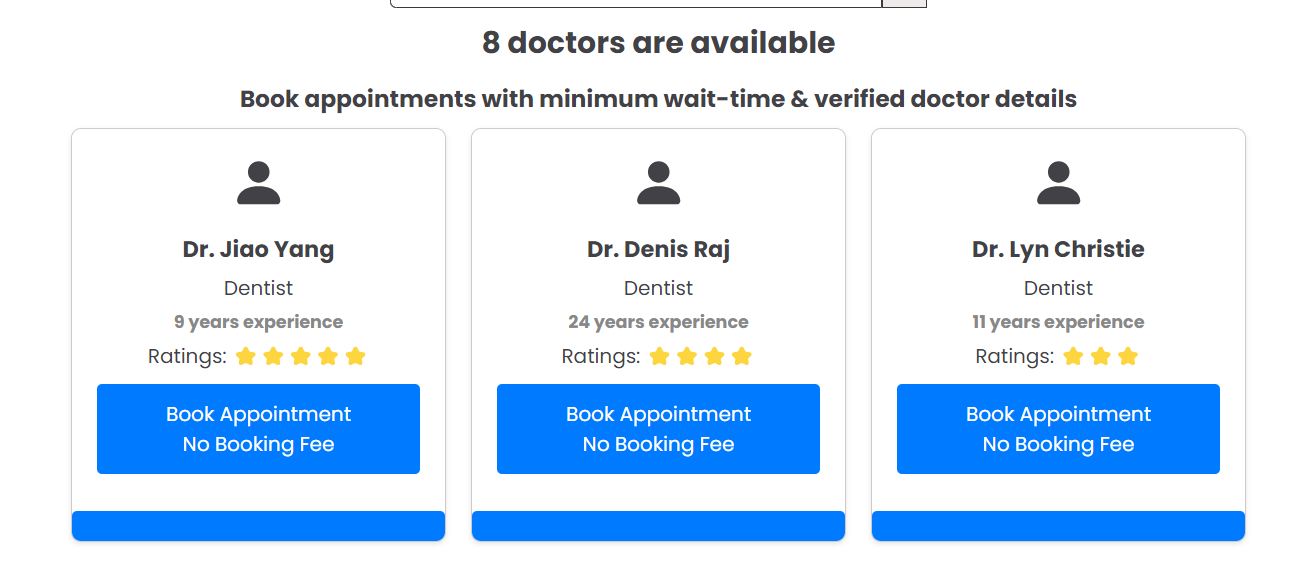 8 doctors are available
Book appointments with minimum wait-time & verified doctor details
Dr. Jiao Yang
Dentist
9 years experience
Ratings:
Book Appointment
No Booking Fee
Dr. Denis Raj
Dentist
24 years experience
Ratings:
Book Appointment
No Booking Fee
Dr. Lyn Christie
Dentist
11 years experience
Ratings:
Book Appointment
No Booking Fee